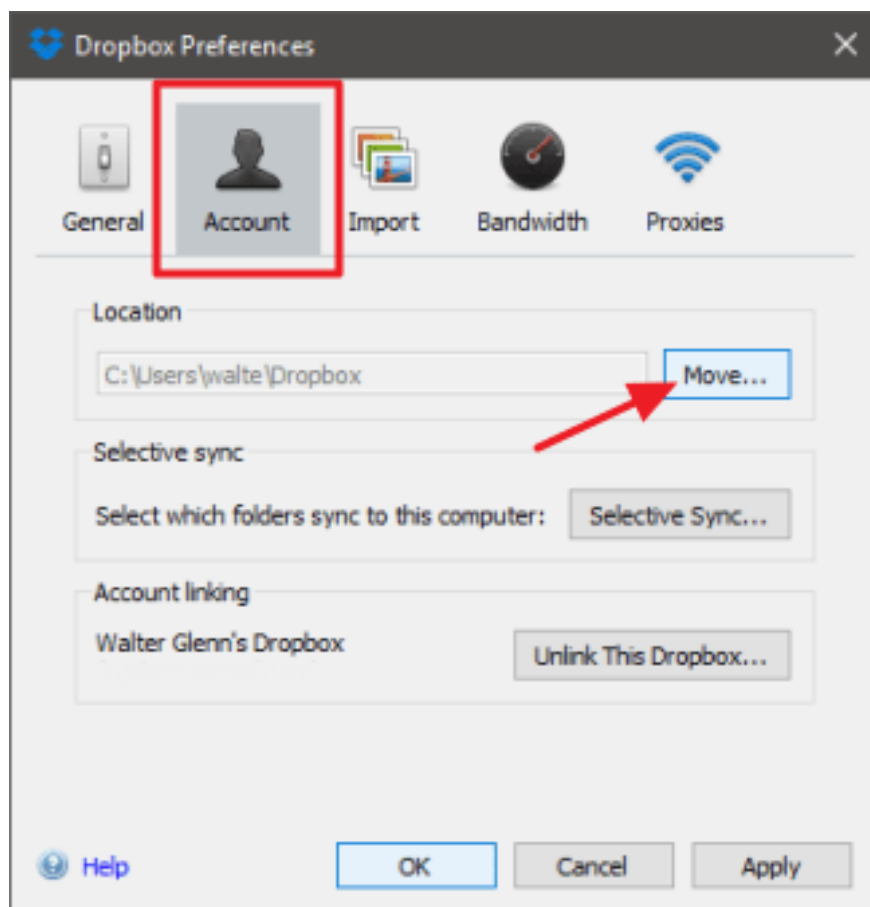 Dropbox Preferences
General Account Import Bandwidth Proxies
Location
C:\Users\walte\Dropbox Move...
Selective sync
Select which folders sync to this computer: Selective Sync...
Account linking
Walter Glenn's Dropbox Unlink This Dropbox...
Help OK Cancel Apply